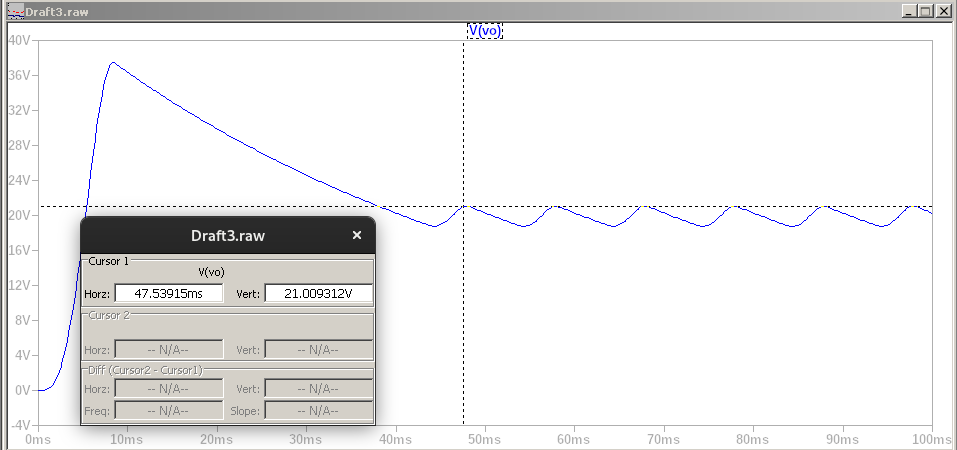 Draft3.raw
V(vo)
40V
36V
32V
28V
24V
20V
16V
12V
8V
4V
0V
-4V
0ms 10ms 20ms 30ms 40ms 50ms 60ms 70ms 80ms 90ms 100ms
Draft3.raw
Cursor 1
V(vo)
Horz: 47.53915ms Vert: 21.009312V
Cursor 2
Horz: -- N/A-- Vert: -- N/A--
Diff (Cursor2 - Cursor1)
Horz: -- N/A-- Vert: -- N/A--
Freq: -- N/A-- Slope: -- N/A--